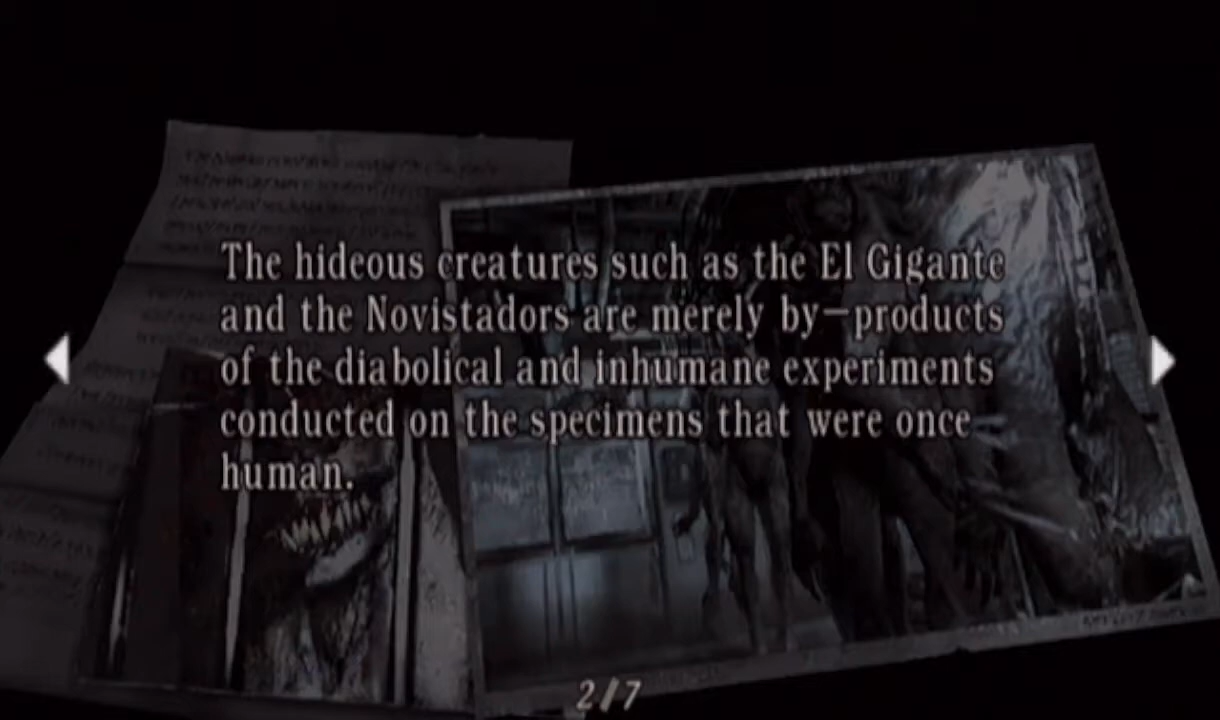 The hideous creatures such as the El Gigante
and the Novistadors are merely by-products
of the diabolical and inhumane experiments
conducted on the specimens that were once
human.
2/7